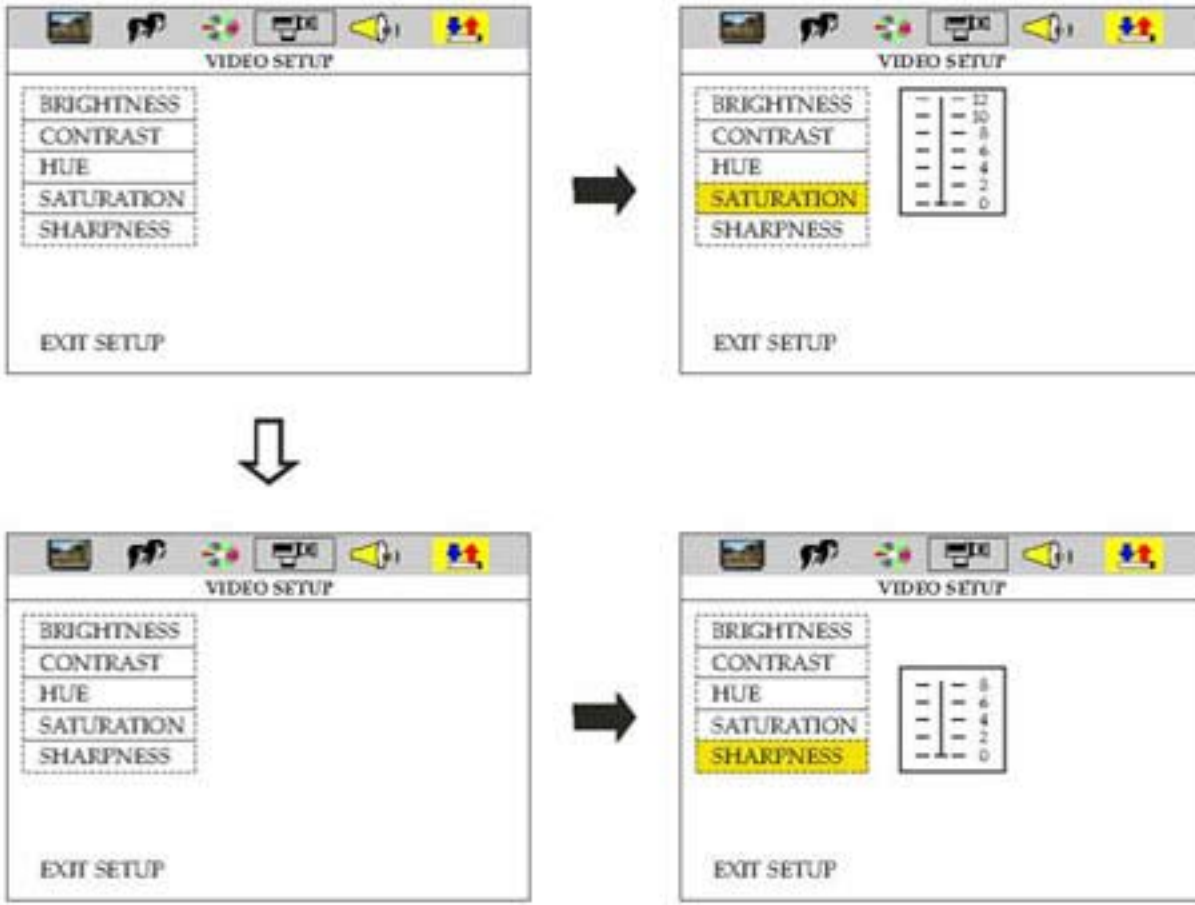 VIDEO SETUP
BRIGHTNESS
CONTRAST
HUE
SATURATION
SHARPNESS
EXIT SETUP
VIDEO SETUP
BRIGHTNESS
CONTRAST
HUE
SATURATION
SHARPNESS
12
10
8
6
4
2
0
EXIT SETUP
VIDEO SETUP
BRIGHTNESS
CONTRAST
HUE
SATURATION
SHARPNESS
EXIT SETUP
VIDEO SETUP
BRIGHTNESS
CONTRAST
HUE
SATURATION
SHARPNESS
8
6
4
2
0
EXIT SETUP